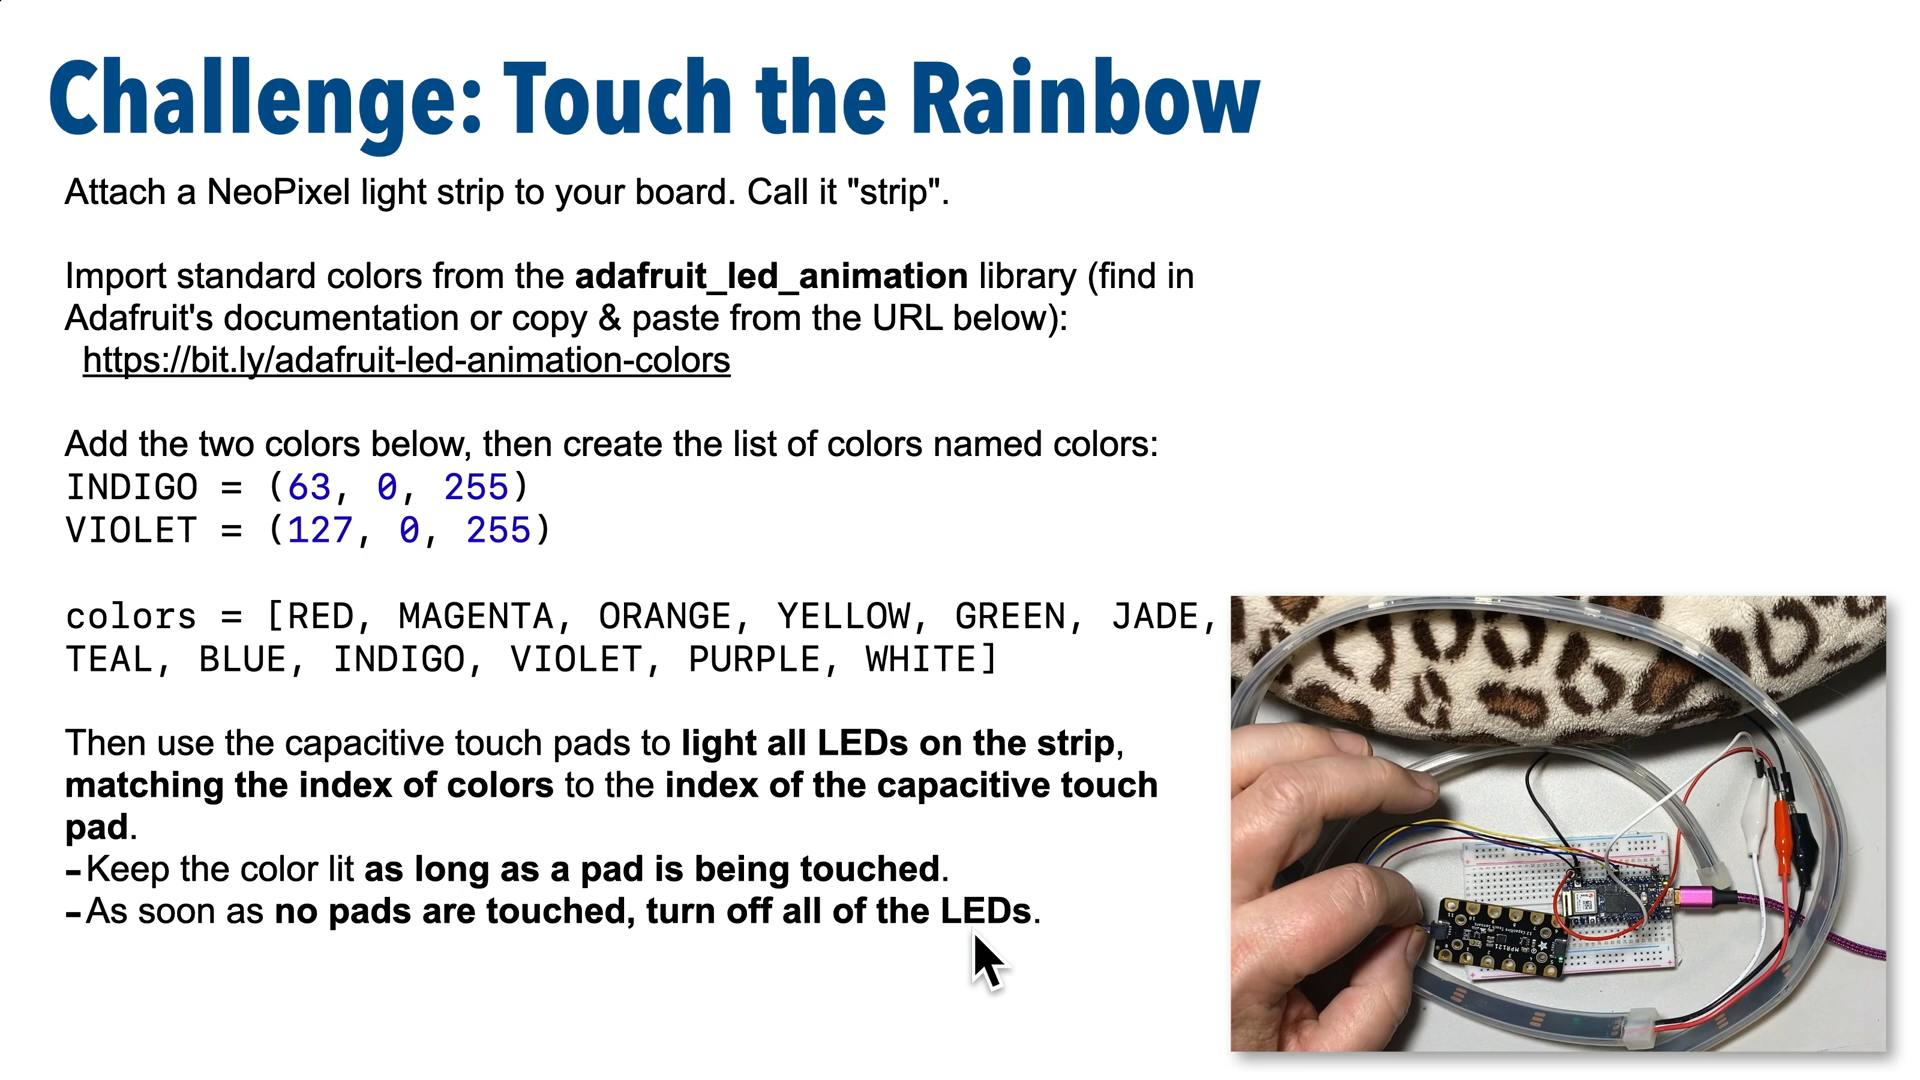 Challenge: Touch the Rainbow
Attach a NeoPixel light strip to your board. Call it "strip".
Import standard colors from the adafruit_led_animation library (find in
Adafruit's documentation or copy & paste from the URL below):
https://bit.ly/adafruit-led-animation-colors
Add the two colors below, then create the list of colors named colors:
INDIGO = (63, 0, 255)
VIOLET = (127, 0, 255)
colors = [RED, MAGENTA, ORANGE, YELLOW, GREEN, JADE,
TEAL, BLUE, INDIGO, VIOLET, PURPLE, WHITE]
Then use the capacitive touch pads to light all LEDs on the strip,
matching the index of colors to the index of the capacitive touch
pad.
-Keep the color lit as long as a pad is being touched.
-As soon as no pads are touched, turn off all of the LEDs.
MPR121